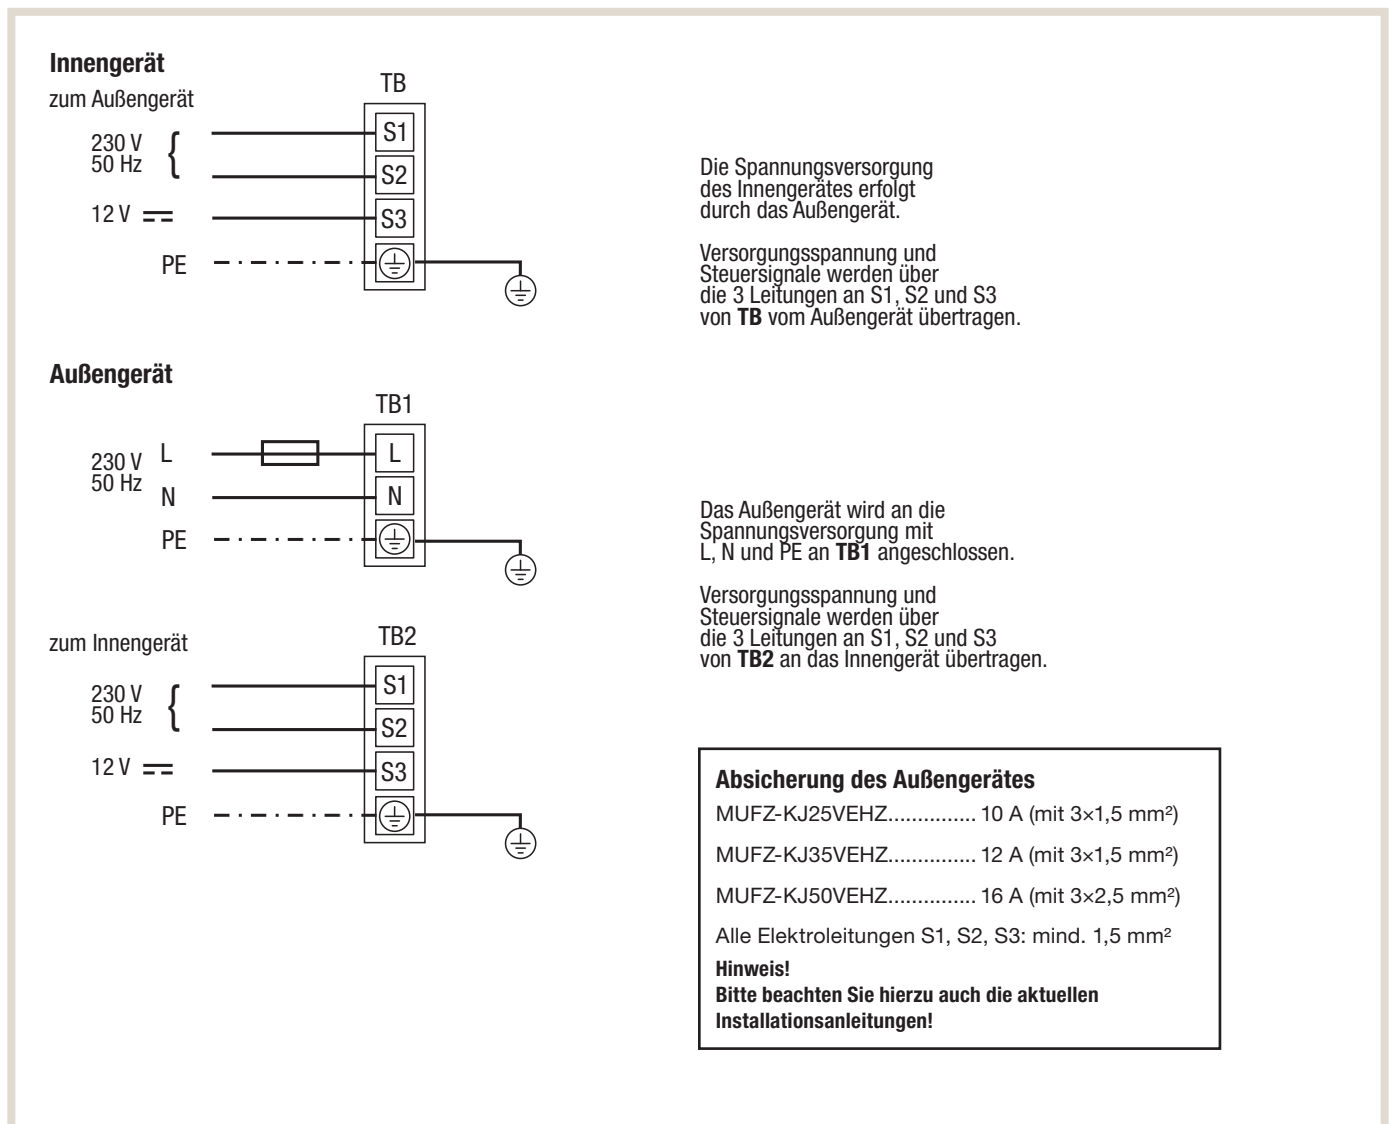 Innengerät
zum Außengerät
TB
230 V
50 Hz
{
S1
S2
12 V
S3
PE
Die Spannungsversorgung
des Innengerätes erfolgt
durch das Außengerät.
Versorgungsspannung und
Steuersignale werden über
die 3 Leitungen an S1, S2 und S3
von TB vom Außengerät übertragen.
Außengerät
TB1
230 V
50 Hz
L
L
N
N
PE
Das Außengerät wird an die
Spannungsversorgung mit
L, N und PE an TB1 angeschlossen.
Versorgungsspannung und
Steuersignale werden über
die 3 Leitungen an S1, S2 und S3
von TB2 an das Innengerät übertragen.
zum Innengerät
TB2
230 V
50 Hz
{
S1
S2
12 V
S3
PE
Absicherung des Außengerätes
MUFZ-KJ25VEHZ............... 10 A (mit 3×1,5 mm²)
MUFZ-KJ35VEHZ............... 12 A (mit 3×1,5 mm²)
MUFZ-KJ50VEHZ............... 16 A (mit 3×2,5 mm²)
Alle Elektroleitungen S1, S2, S3: mind. 1,5 mm²
Hinweis!
Bitte beachten Sie hierzu auch die aktuellen
Installationsanleitungen!